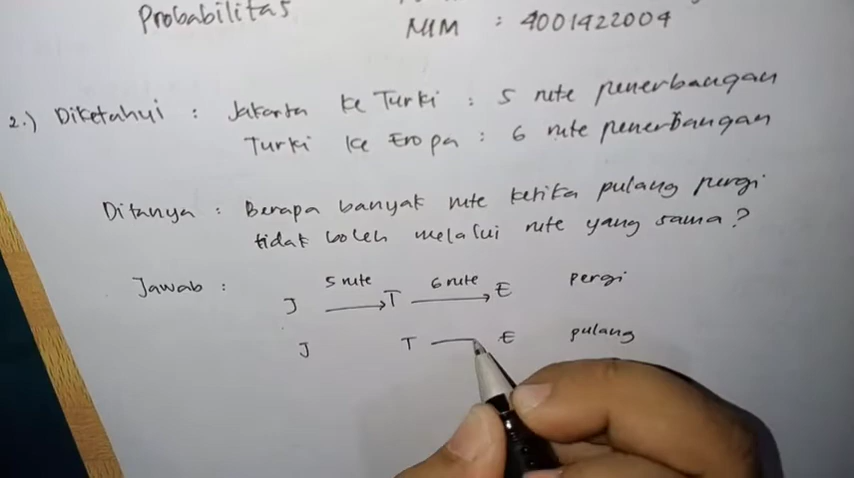 Probabilitas
NIM : 4001422004
2.) Diketahui : Jakarta ke Turki : 5 rute penerbangan
Turki ke Eropa : 6 rute penerbangan
Ditanya : Berapa banyak rute ketika pulang pergi
tidak boleh melalui rute yang sama?
Jawab :
5 rute 6 rute
J T E pergi
J T E pulang